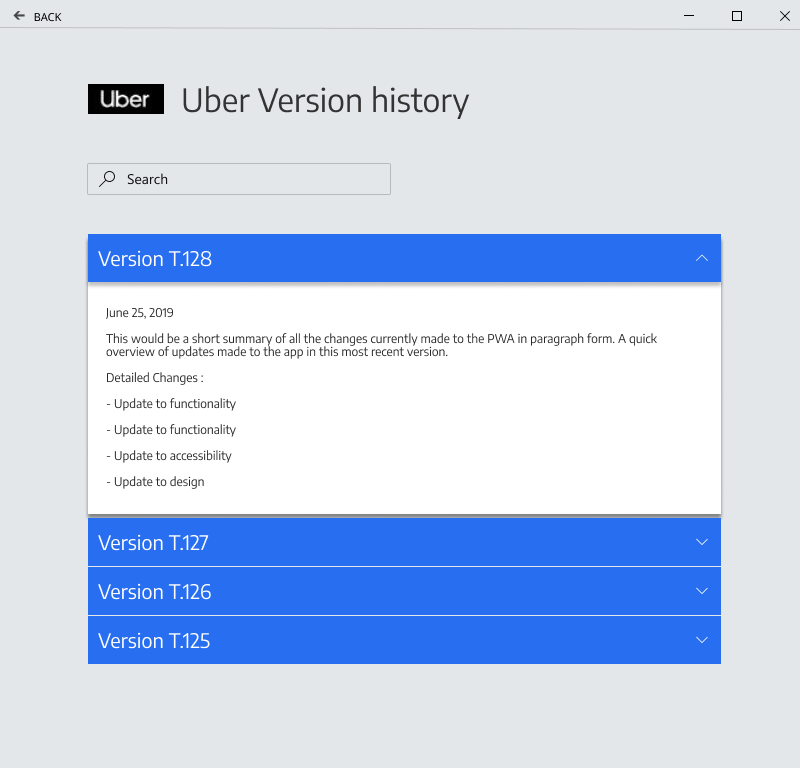 BACK
Uber Uber Version history
Search
Version T.128
June 25, 2019
This would be a short summary of all the changes currently made to the PWA in paragraph form. A quick
overview of updates made to the app in this most recent version.
Detailed Changes :
- Update to functionality
- Update to functionality
- Update to accessibility
- Update to design
Version T.127
Version T.126
Version T.125